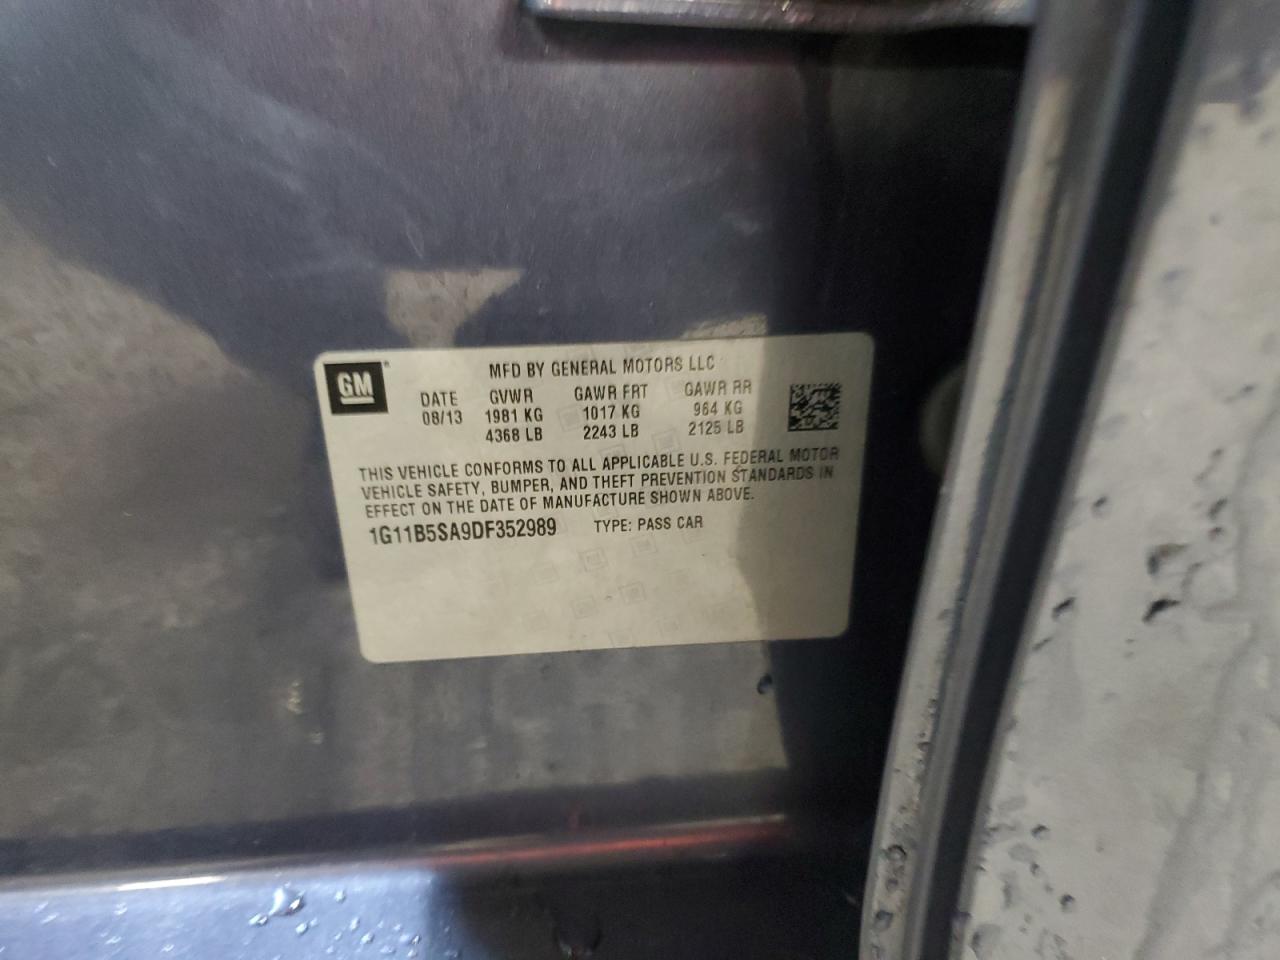 GM
MFD BY GENERAL MOTORS LLC
DATE GVWR GAWR FRT GAWR RR
08/13 1981 KG 1017 KG 964 KG
4368 LB 2243 LB 2125 LB
THIS VEHICLE CONFORMS TO ALL APPLICABLE U.S. FEDERAL MOTOR
VEHICLE SAFETY, BUMPER, AND THEFT PREVENTION STANDARDS IN
EFFECT ON THE DATE OF MANUFACTURE SHOWN ABOVE.
1G11B5SA9DF352989 TYPE: PASS CAR